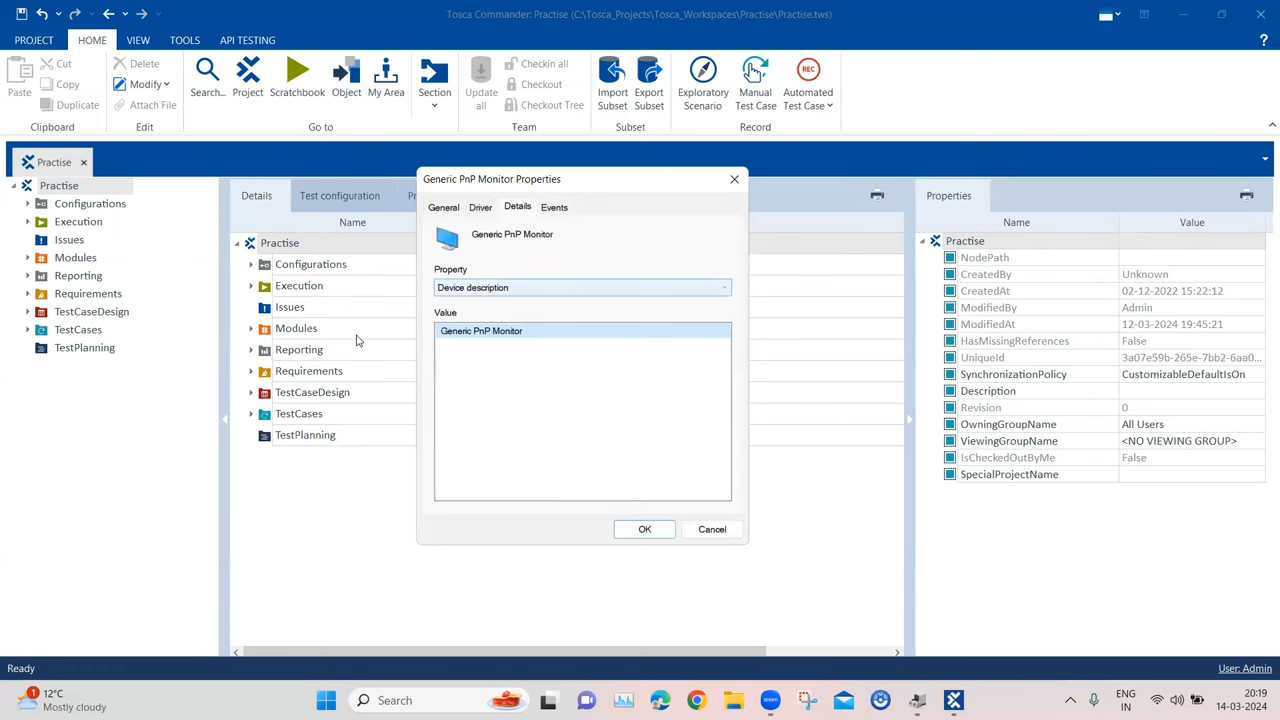 Tosca Commander: Practise (C:\Tosca_Projects\Tosca_Workspaces\Practise\Practise.tws)
PROJECT HOME VIEW TOOLS API TESTING
Paste
Cut
Copy
Duplicate
Clipboard
Delete
Modify
Attach File
Edit
Search...
Project
Scratchbook
Object
My Area
Section
Go to
Update all
Checkin all
Checkout
Checkout Tree
Team
Import Subset
Export Subset
Subset
Exploratory Scenario
Manual Test Case
REC
Automated Test Case
Record
Practise
Practise
Configurations
Execution
Issues
Modules
Reporting
Requirements
TestCaseDesign
TestCases
TestPlanning
Details Test configuration
Name
Practise
Configurations
Execution
Issues
Modules
Reporting
Requirements
TestCaseDesign
TestCases
TestPlanning
Generic PnP Monitor Properties
General Driver Details Events
Generic PnP Monitor
Property
Device description
Value
Generic PnP Monitor
OK Cancel
Properties
Name Value
Practise
NodePath
CreatedBy Unknown
CreatedAt 02-12-2022 15:22:12
ModifiedBy Admin
ModifiedAt 12-03-2024 19:45:21
HasMissingReferences False
UniqueId 3a07e59b-265e-7bb2-6aa0...
SynchronizationPolicy CustomizableDefaultIsOn
Description
Revision 0
OwningGroupName All Users
ViewingGroupName <NO VIEWING GROUP>
IsCheckedOutByMe False
SpecialProjectName
Ready User: Admin
1
12°C
Mostly cloudy
Search
zoom
ENG
IN
20:19
14-03-2024